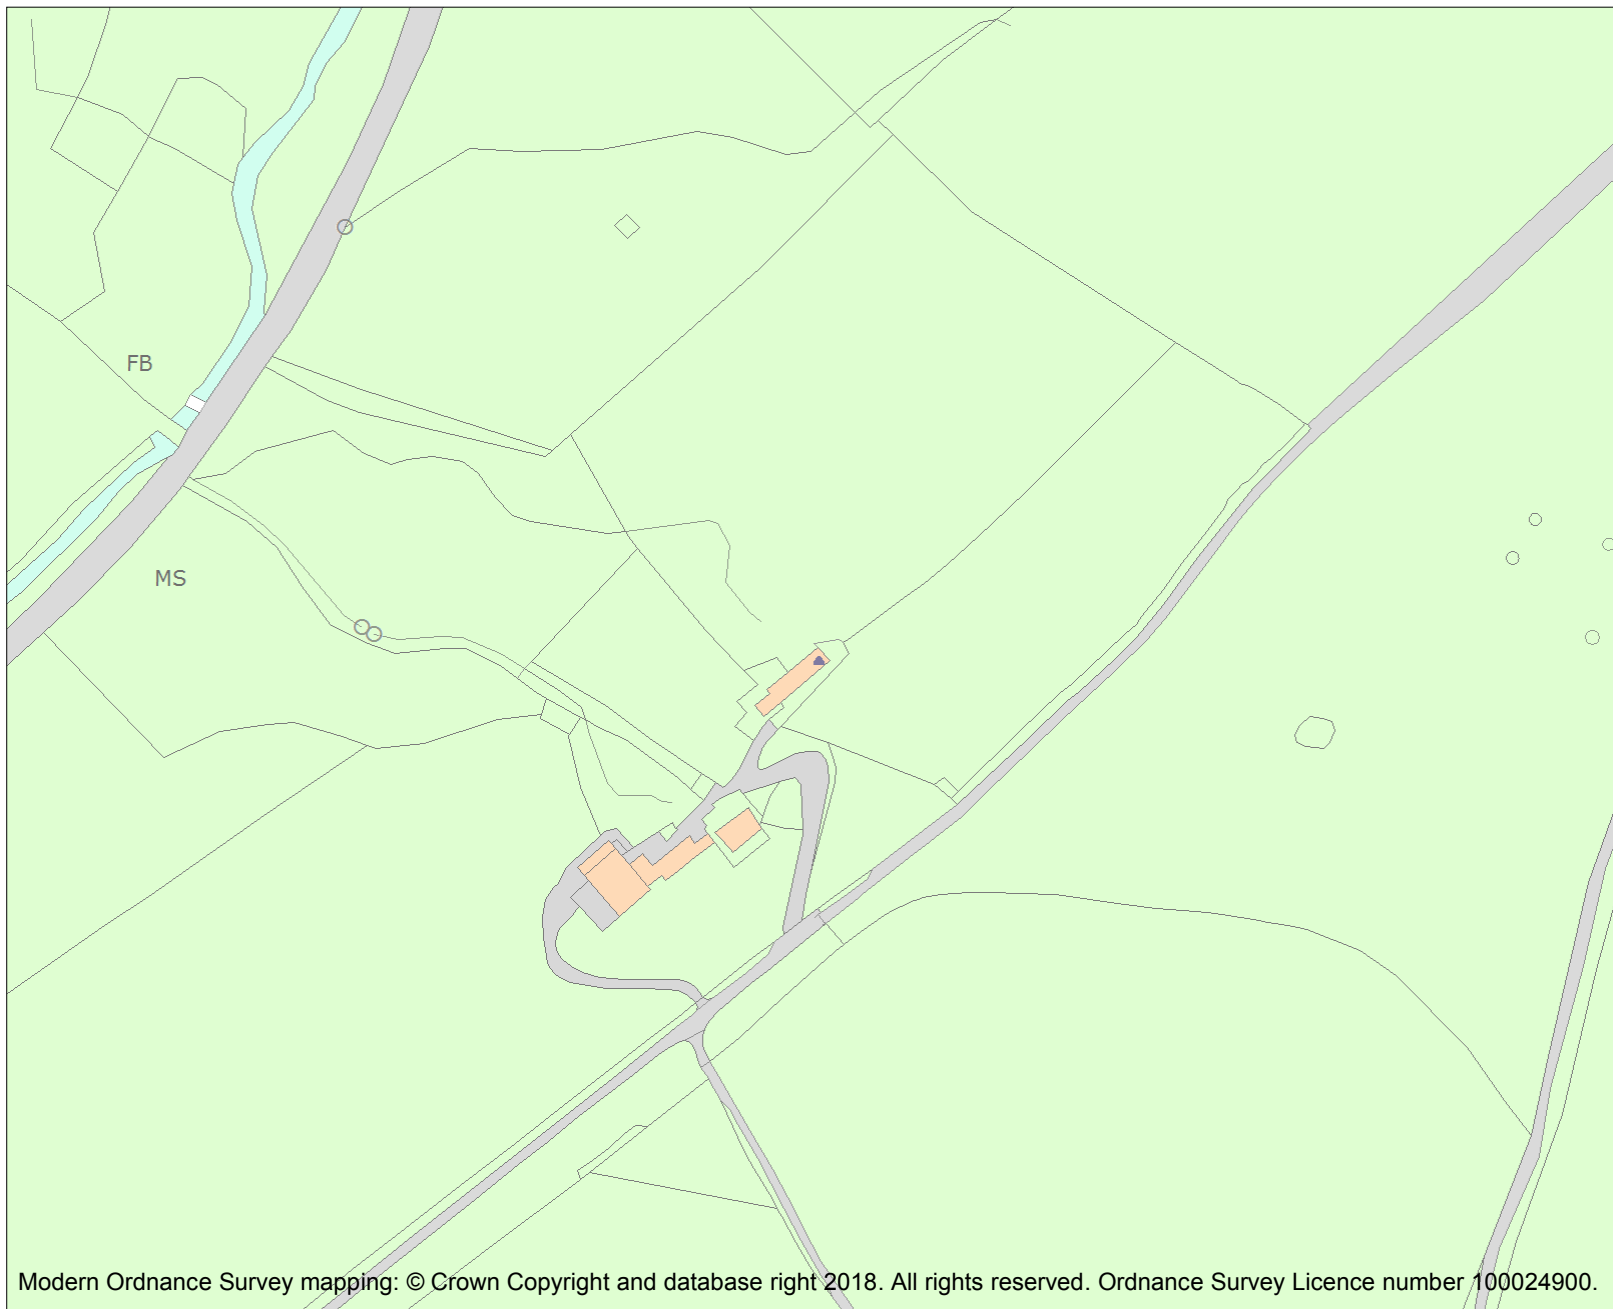 FB
MS
Modern Ordnance Survey mapping: © Crown Copyright and database right 2018. All rights reserved. Ordnance Survey Licence number 100024900.